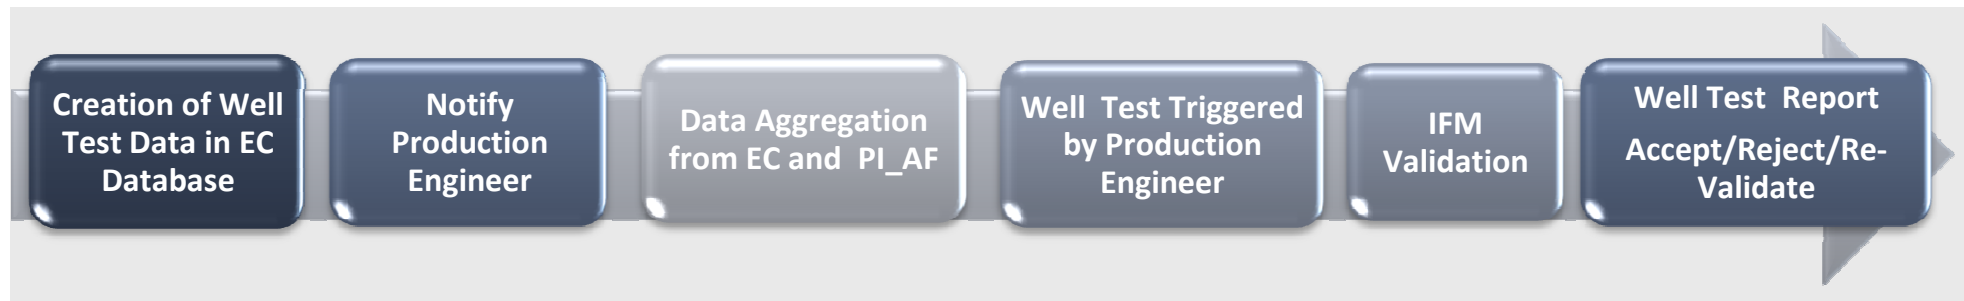 Creation of Well
Test Data in EC
Database
Notify
Production
Engineer
Data Aggregation
from EC and PI_AF
Well Test Triggered
by Production
Engineer
IFM
Validation
Well Test Report
Accept/Reject/Re-
Validate